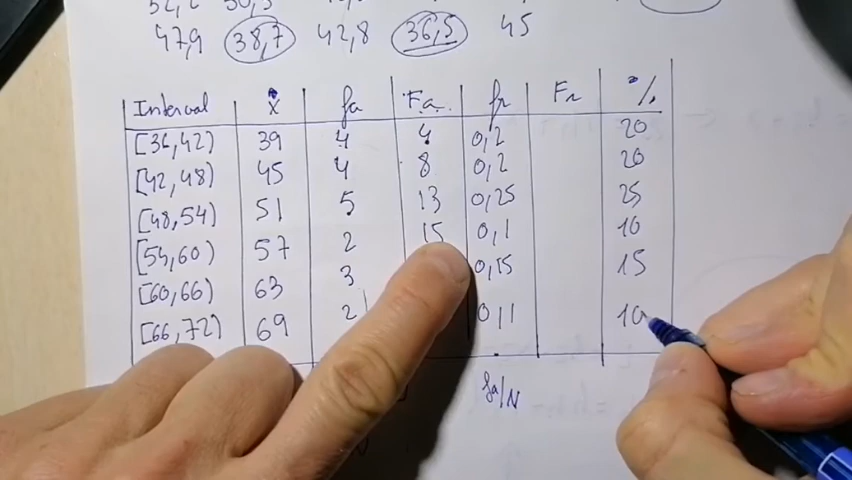 47,9 38,7 42,8 36,5 45
Interval x fa Fa. fr Fr %
[36,42) 39 4 4 0,2 20
[42,48) 45 4 8 0,2 20
[48,54) 51 5 13 0,25 25
[54,60) 57 2 15 0,1 10
[60,66) 63 3 0,15 15
[66,72) 69 2 0,1 10
fa/N